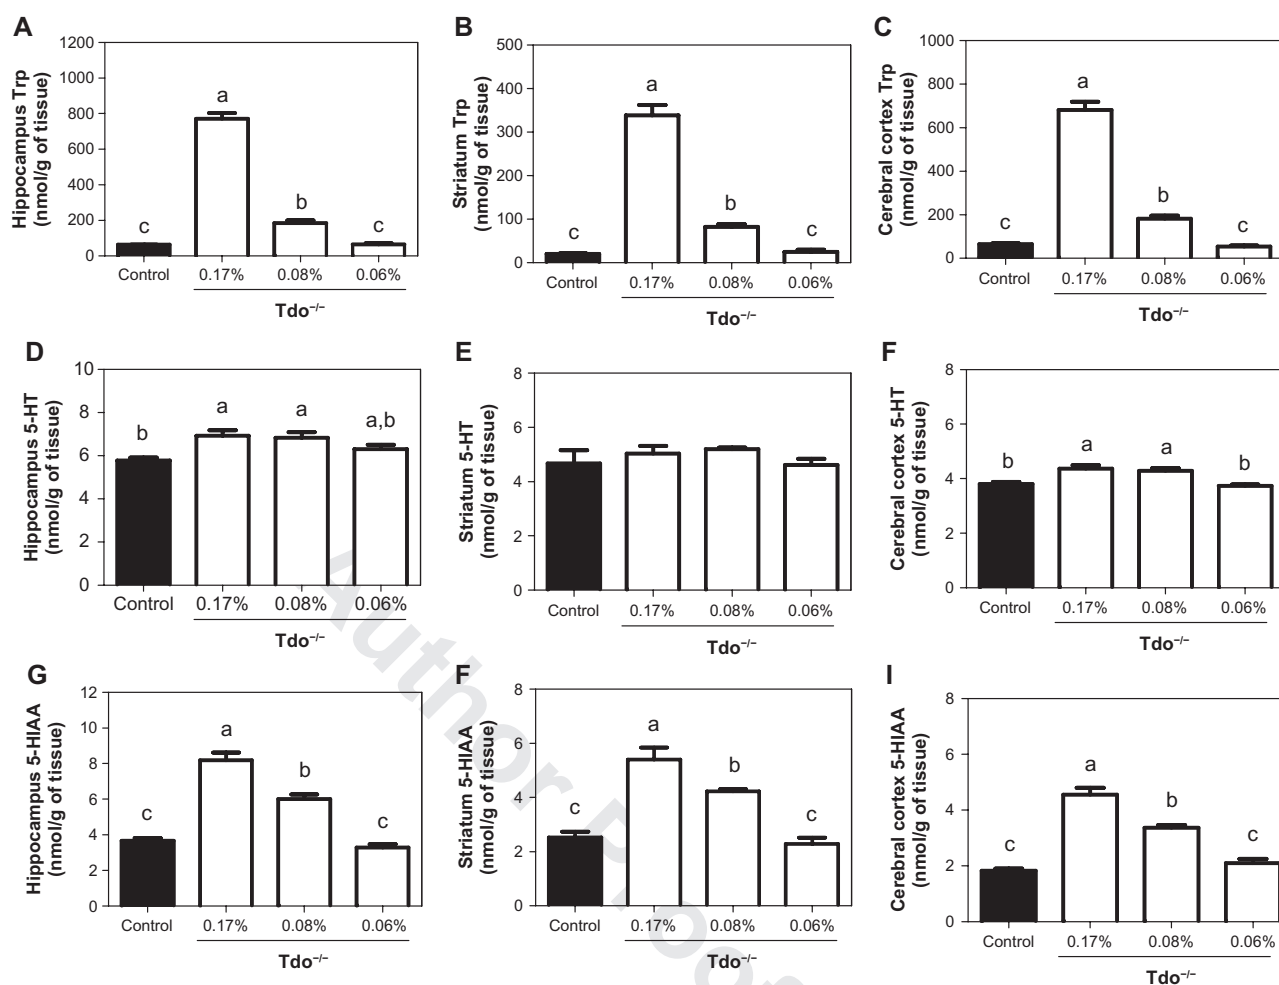 A
Hippocampus Trp
(nmol/g of tissue)
1200
1000
800
600
400
200
0
c
a
b
c
Control
0.17%
0.08%
0.06%
Tdo⁻/⁻
B
Striatum Trp
(nmol/g of tissue)
500
400
300
200
100
0
c
a
b
c
Control
0.17%
0.08%
0.06%
Tdo⁻/⁻
C
Cerebral cortex Trp
(nmol/g of tissue)
1000
800
600
400
200
0
c
a
b
c
Control
0.17%
0.08%
0.06%
Tdo⁻/⁻
D
Hippocampus 5-HT
(nmol/g of tissue)
10
8
6
4
2
0
b
a
a
a,b
Control
0.17%
0.08%
0.06%
Tdo⁻/⁻
E
Striatum 5-HT
(nmol/g of tissue)
8
6
4
2
0
Control
0.17%
0.08%
0.06%
Tdo⁻/⁻
F
Cerebral cortex 5-HT
(nmol/g of tissue)
8
6
4
2
0
b
a
a
b
Control
0.17%
0.08%
0.06%
Tdo⁻/⁻
G
Hippocampus 5-HIAA
(nmol/g of tissue)
12
10
8
6
4
2
0
c
a
b
c
Control
0.17%
0.08%
0.06%
Tdo⁻/⁻
F
Striatum 5-HIAA
(nmol/g of tissue)
8
6
4
2
0
c
a
b
c
Control
0.17%
0.08%
0.06%
Tdo⁻/⁻
I
Cerebral cortex 5-HIAA
(nmol/g of tissue)
8
6
4
2
0
c
a
b
c
Control
0.17%
0.08%
0.06%
Tdo⁻/⁻
Author Proof